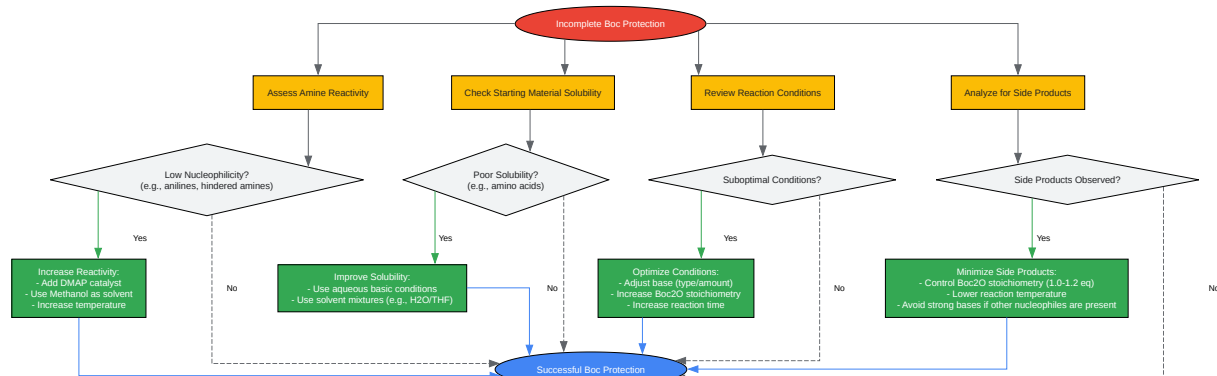 Incomplete Boc Protection
Assess Amine Reactivity
Check Starting Material Solubility
Review Reaction Conditions
Analyze for Side Products
Low Nucleophilicity?
(e.g., anilines, hindered amines)
Poor Solubility?
(e.g., amino acids)
Suboptimal Conditions?
Side Products Observed?
Yes
Yes
Yes
Yes
Increase Reactivity:
- Add DMAP catalyst
- Use Methanol as solvent
- Increase temperature
No
Improve Solubility:
- Use aqueous basic conditions
- Use solvent mixtures (e.g., H2O/THF)
No
Optimize Conditions:
- Adjust base (type/amount)
- Increase Boc2O stoichiometry
- Increase reaction time
No
Minimize Side Products:
- Control Boc2O stoichiometry (1.0-1.2 eq)
- Lower reaction temperature
- Avoid strong bases if other nucleophiles are present
No
Successful Boc Protection